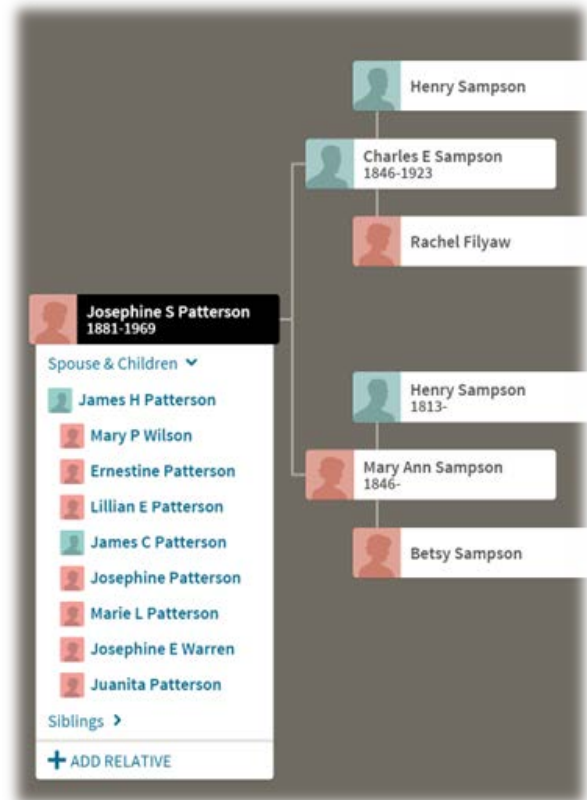 Henry Sampson
Charles E Sampson
1846-1923
Rachel Filyaw
Josephine S Patterson
1881-1969
Spouse & Children
James H Patterson
Mary P Wilson
Ernestine Patterson
Lillian E Patterson
James C Patterson
Josephine Patterson
Marie L Patterson
Josephine E Warren
Juanita Patterson
Siblings
+ ADD RELATIVE
Henry Sampson
1813-
Mary Ann Sampson
1846-
Betsy Sampson